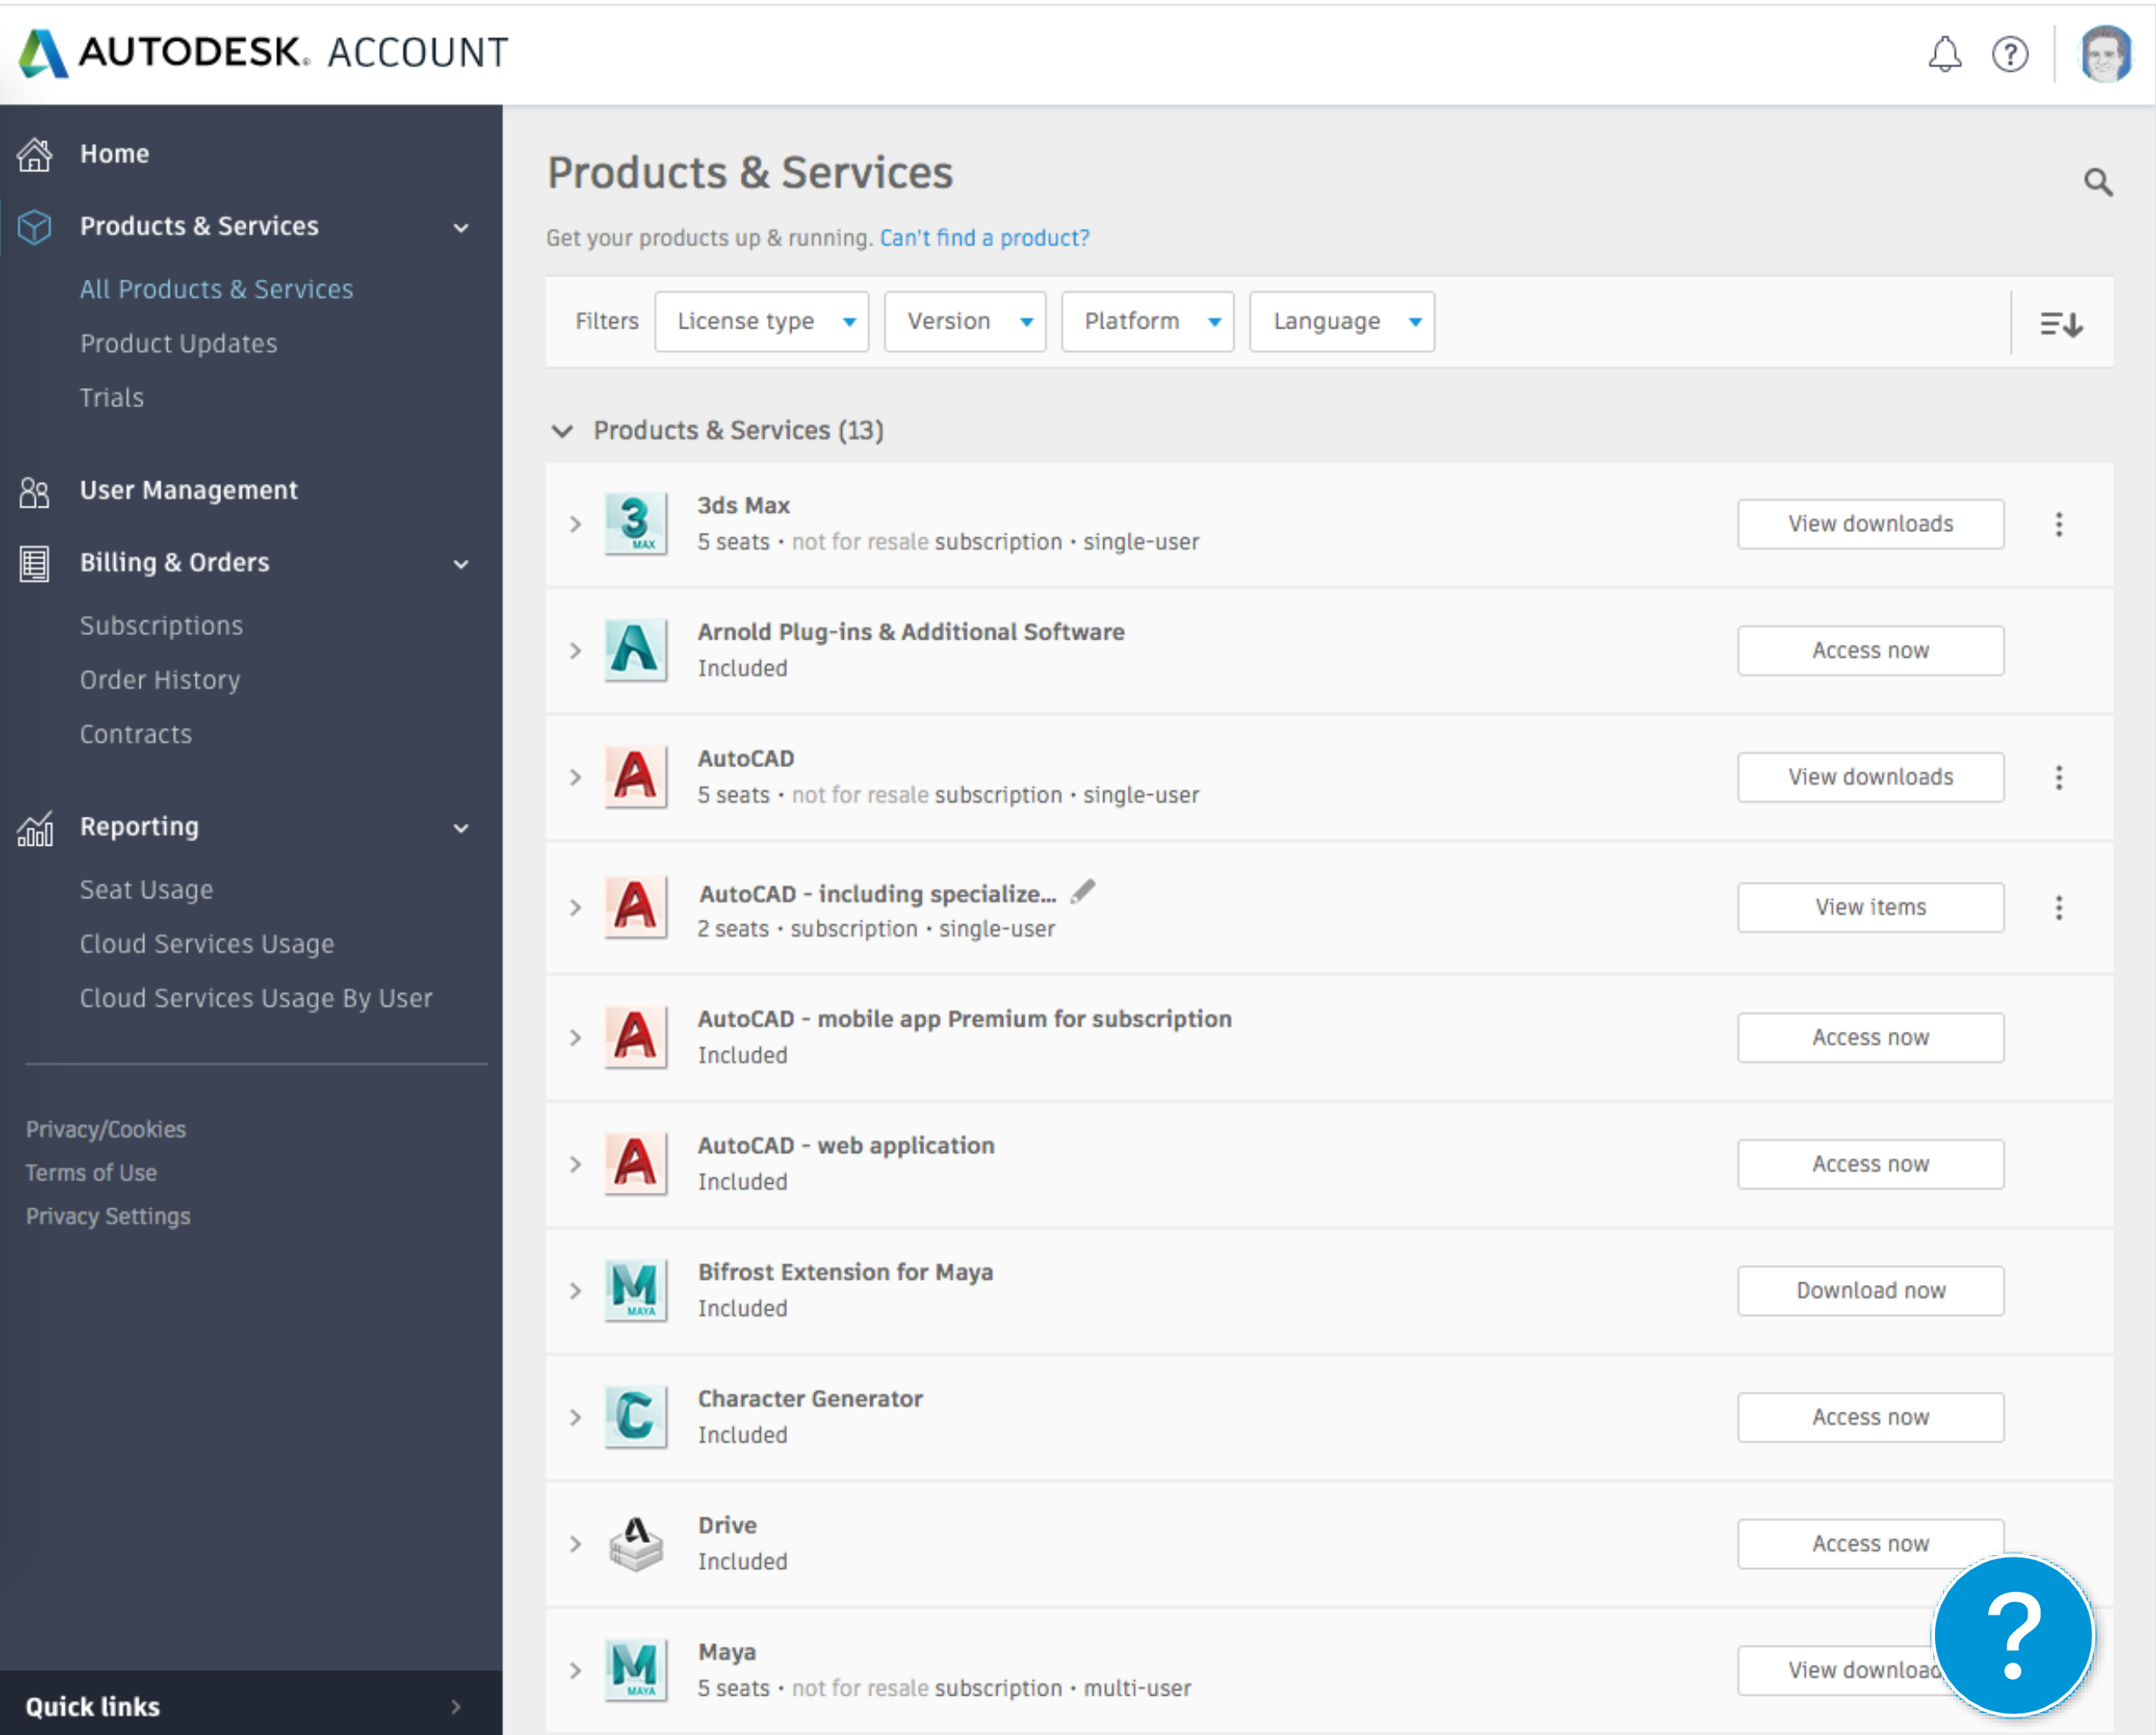 AUTODESK. ACCOUNT
Home
Products & Services
All Products & Services
Product Updates
Trials
User Management
Billing & Orders
Subscriptions
Order History
Contracts
Reporting
Seat Usage
Cloud Services Usage
Cloud Services Usage By User
Privacy/Cookies
Terms of Use
Privacy Settings
Quick links
Products & Services
Get your products up & running. Can't find a product?
Filters License type Version Platform Language
Products & Services (13)
3ds Max
5 seats • not for resale subscription • single-user
View downloads
Arnold Plug-ins & Additional Software
Included
Access now
AutoCAD
5 seats • not for resale subscription • single-user
View downloads
AutoCAD - including specialize...
2 seats • subscription • single-user
View items
AutoCAD - mobile app Premium for subscription
Included
Access now
AutoCAD - web application
Included
Access now
Bifrost Extension for Maya
Included
Download now
Character Generator
Included
Access now
Drive
Included
Access now
Maya
5 seats • not for resale subscription • multi-user
View download
?